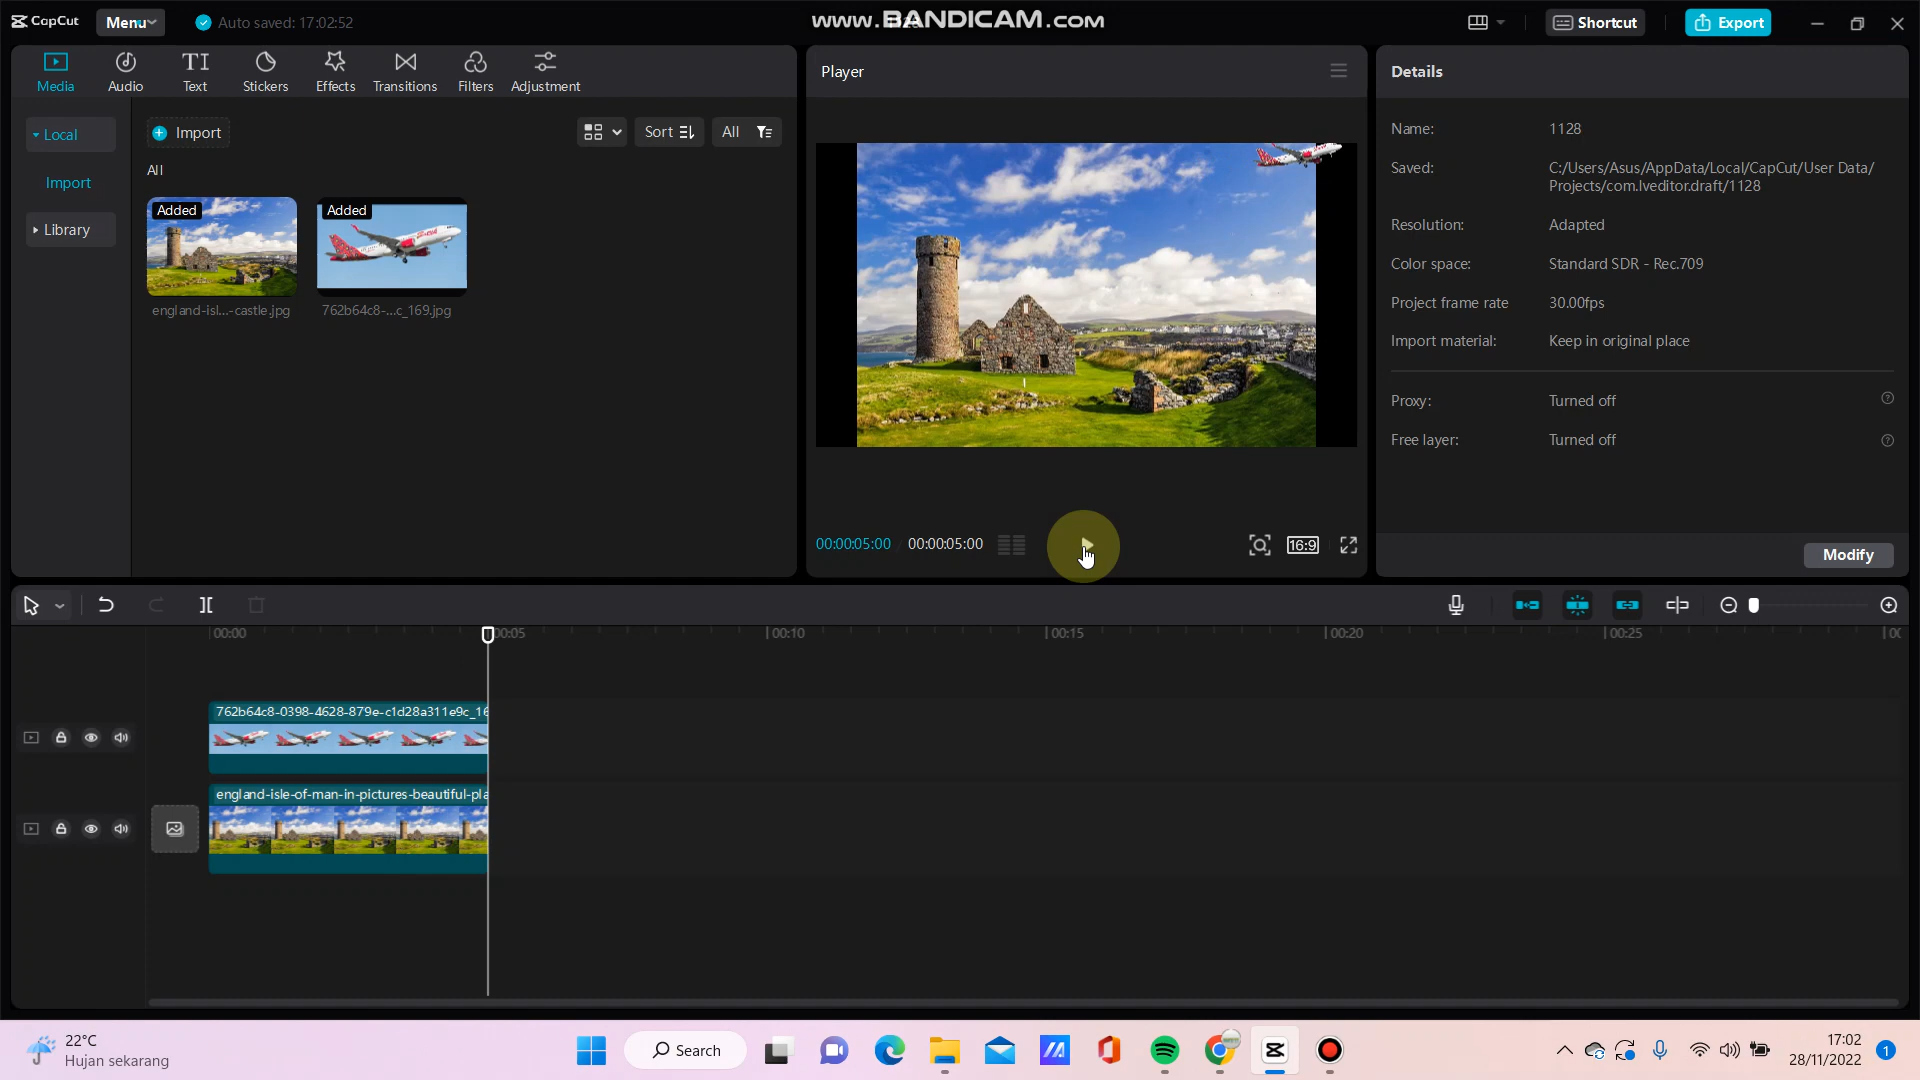 CapCut
Menu
Auto saved: 17:02:52
www.BANDICAM.com
Shortcut
Export
Media
Audio
Text
Stickers
Effects
Transitions
Filters
Adjustment
Local
Import
Library
Import
Sort
All
All
Added
england-isl...-castle.jpg
Added
762b64c8-...c_169.jpg
Player
00:00:05:00
00:00:05:00
16:9
Details
Name: 1128
Saved: C:/Users/Asus/AppData/Local/CapCut/User Data/
Projects/com.lveditor.draft/1128
Resolution: Adapted
Color space: Standard SDR - Rec.709
Project frame rate 30.00fps
Import material: Keep in original place
Proxy: Turned off
Free layer: Turned off
Modify
00:00
00:05
00:10
00:15
00:20
00:25
762b64c8-0398-4628-879e-c1d28a311e9c_16
england-isle-of-man-in-pictures-beautiful-pla
22°C
Hujan sekarang
Search
17:02
28/11/2022
1